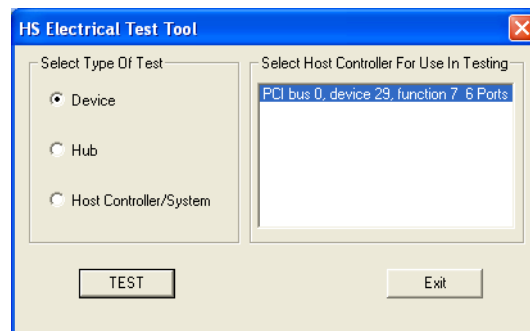 HS Electrical Test Tool
Select Type Of Test
Device
Hub
Host Controller/System
Select Host Controller For Use In Testing
PCI bus 0, device 29, function 7 6 Ports
TEST
Exit